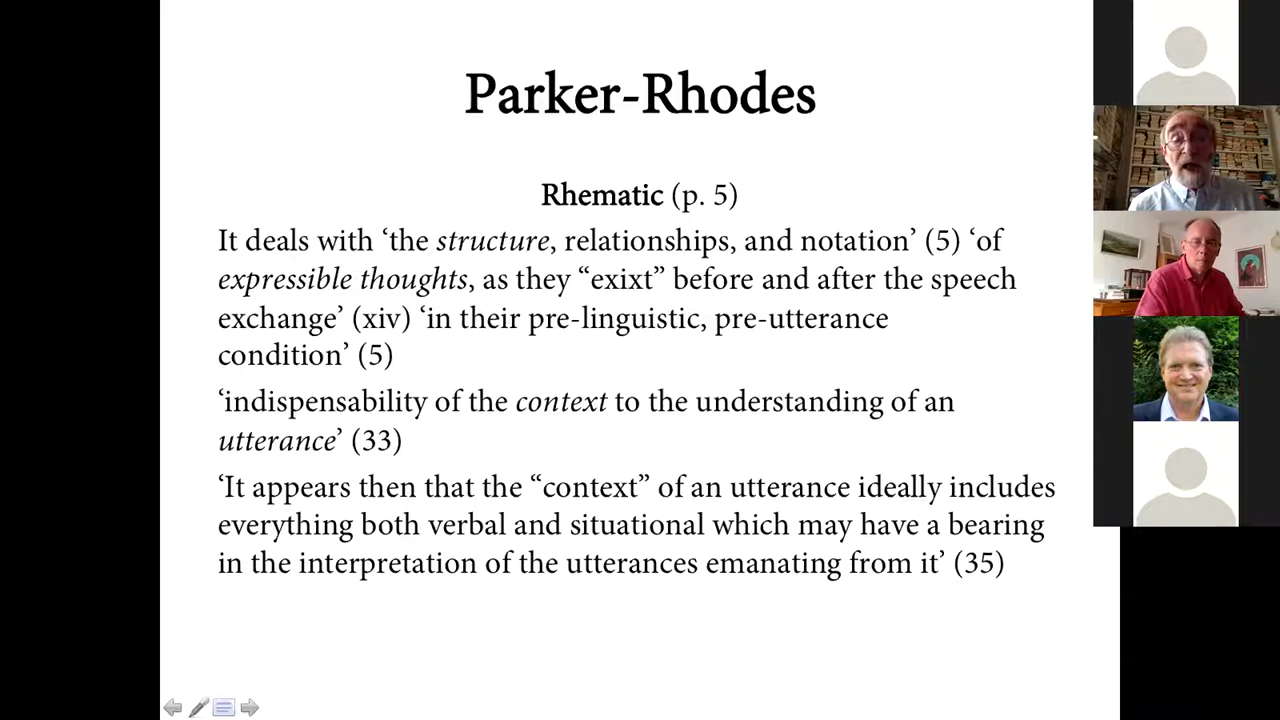 Parker-Rhodes
Rhematic (p. 5)
It deals with ‘the structure, relationships, and notation’ (5) ‘of
expressible thoughts, as they “exixt” before and after the speech
exchange’ (xiv) ‘in their pre-linguistic, pre-utterance
condition’ (5)
‘indispensability of the context to the understanding of an
utterance’ (33)
‘It appears then that the “context” of an utterance ideally includes
everything both verbal and situational which may have a bearing
in the interpretation of the utterances emanating from it’ (35)